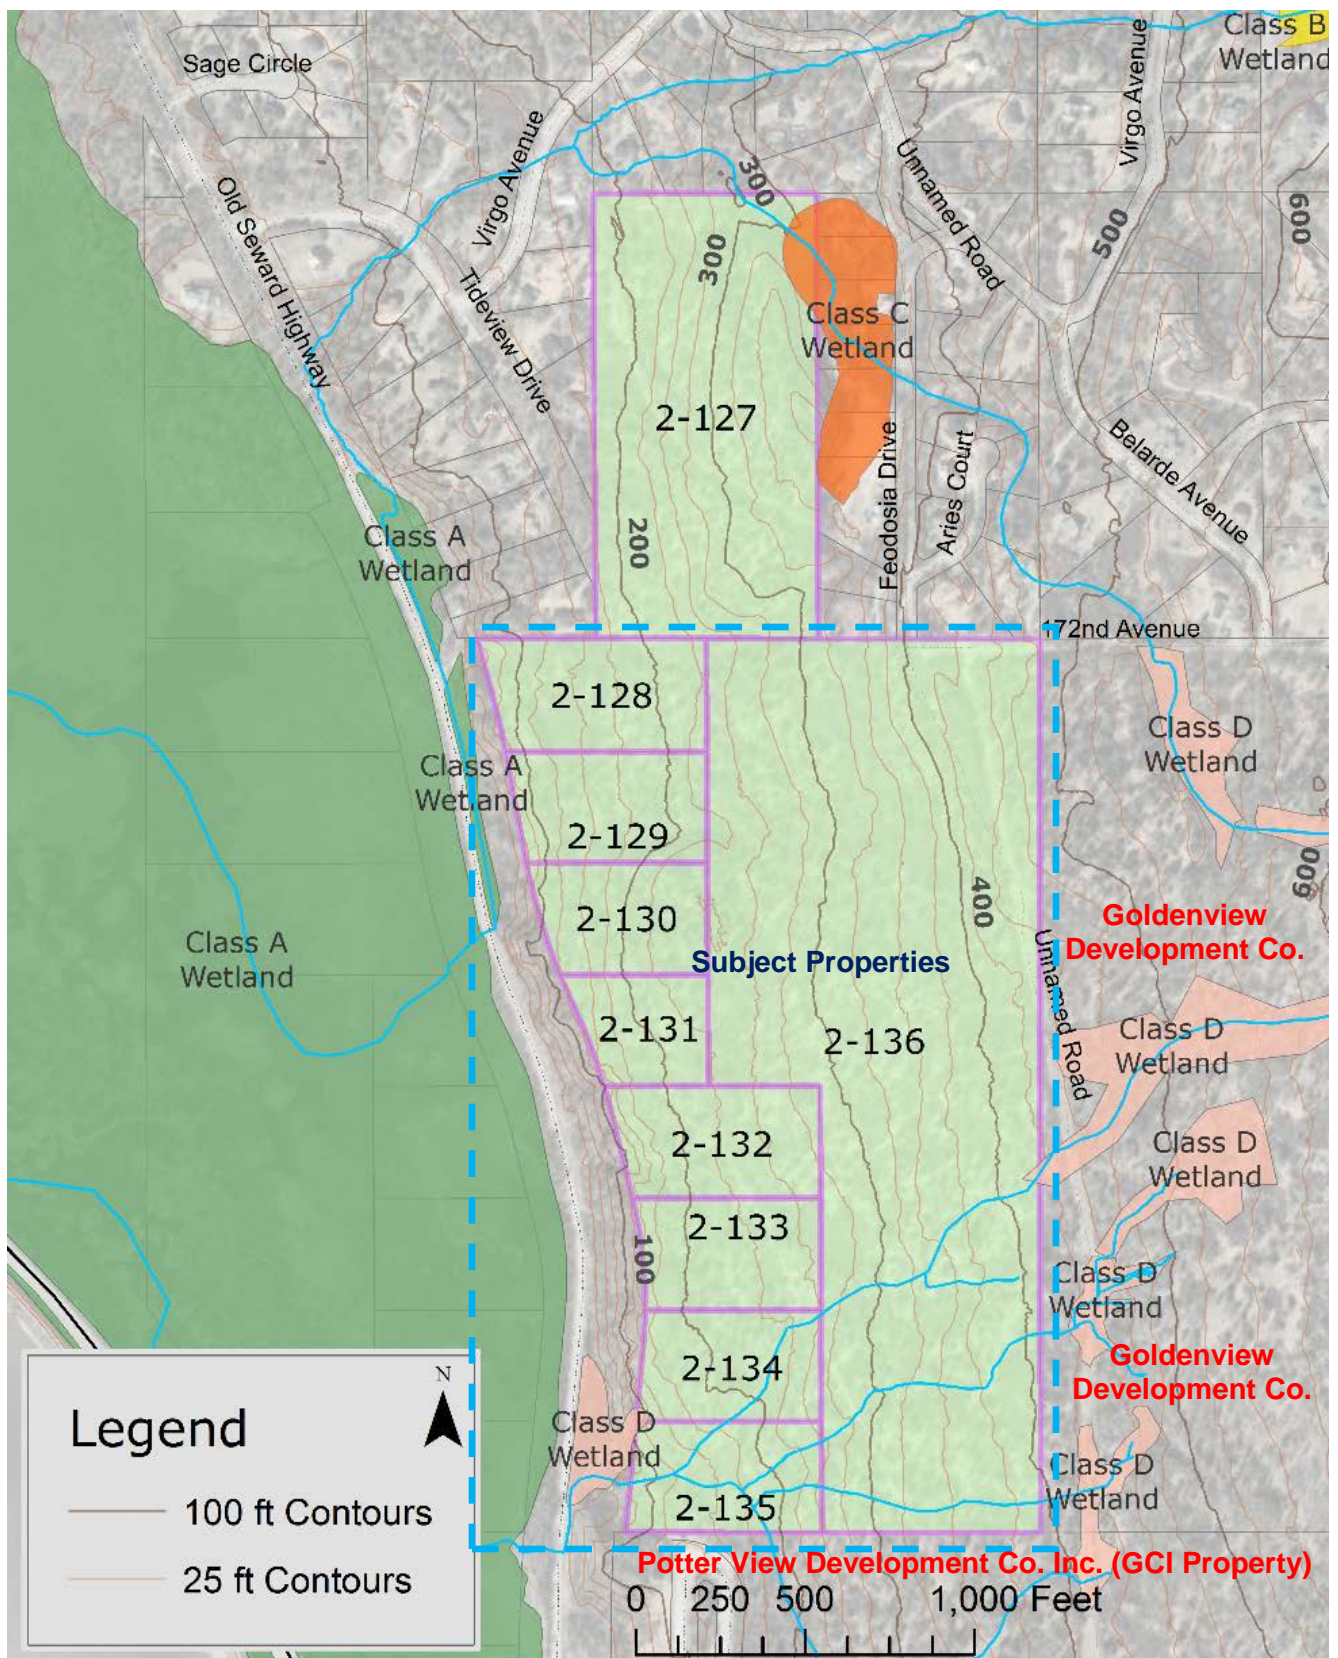 Class B
Wetland
Sage Circle
Virgo Avenue
Virgo Avenue
Unnamed Road
Old Seward Highway
300
300
500
600
Tideview Drive
Class C
Wetland
2-127
Belarde Avenue
Aries Court
Feodosia Drive
200
Class A
Wetland
172nd Avenue
2-128
Class D
Wetland
Class A
Wetland
2-129
600
400
2-130
Goldenview
Development Co.
Class A
Wetland
Subject Properties
Unnamed Road
2-131
2-136
Class D
Wetland
2-132
Class D
Wetland
2-133
100
Class D
Wetland
2-134
Goldenview
Development Co.
N
Legend
Class D
Wetland
Class D
Wetland
2-135
100 ft Contours
25 ft Contours
Potter View Development Co. Inc. (GCI Property)
0 250 500 1,000 Feet